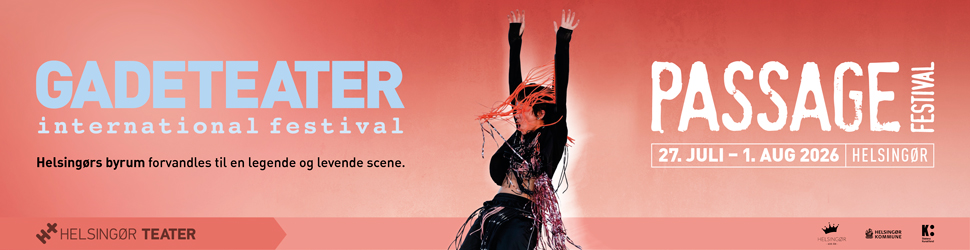 GADETEATER
international festival
Helsingørs byrum forvandles til en legende og levende scene.
PASSAGE
FESTIVAL
27. JULI – 1. AUG 2026 HELSINGØR
HELSINGØR TEATER
HELSINGØR
HELSINGØR
KOMMUNE
K: